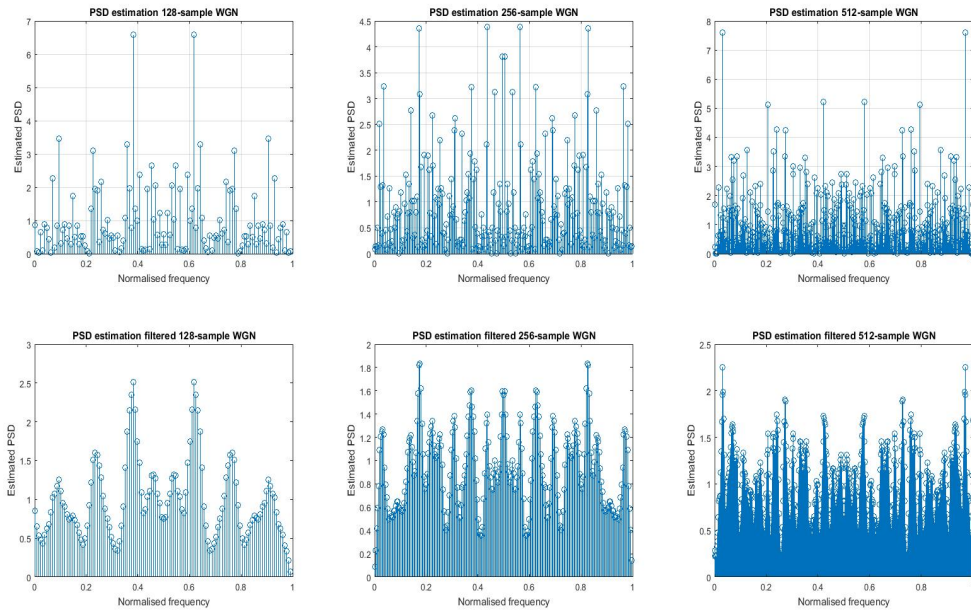 PSD estimation 128-sample WGN
Estimated PSD
7
6
5
4
3
2
1
0
0 0.2 0.4 0.6 0.8 1
Normalised frequency
PSD estimation 256-sample WGN
Estimated PSD
4.5
4
3.5
3
2.5
2
1.5
1
0.5
0
0 0.2 0.4 0.6 0.8 1
Normalised frequency
PSD estimation 512-sample WGN
Estimated PSD
8
7
6
5
4
3
2
1
0
0 0.2 0.4 0.6 0.8
Normalised frequency
PSD estimation filtered 128-sample WGN
Estimated PSD
3
2.5
2
1.5
1
0.5
0
0 0.2 0.4 0.6 0.8 1
Normalised frequency
PSD estimation filtered 256-sample WGN
Estimated PSD
2
1.8
1.6
1.4
1.2
1
0.8
0.6
0.4
0.2
0
0 0.2 0.4 0.6 0.8 1
Normalised frequency
PSD estimation filtered 512-sample WGN
Estimated PSD
2.5
2
1.5
1
0.5
0
0 0.2 0.4 0.6 0.8
Normalised frequency